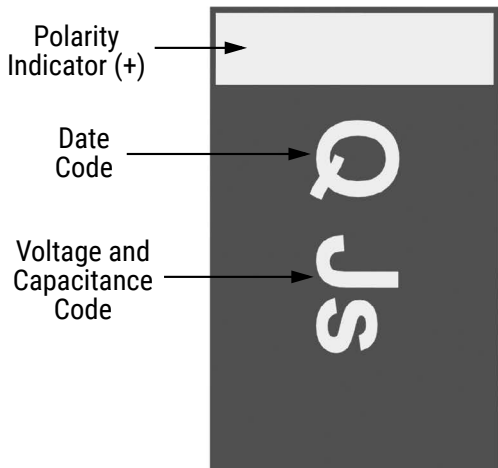 Polarity
Indicator (+)
Date
Code
Q
Voltage and
Capacitance
Code
Js